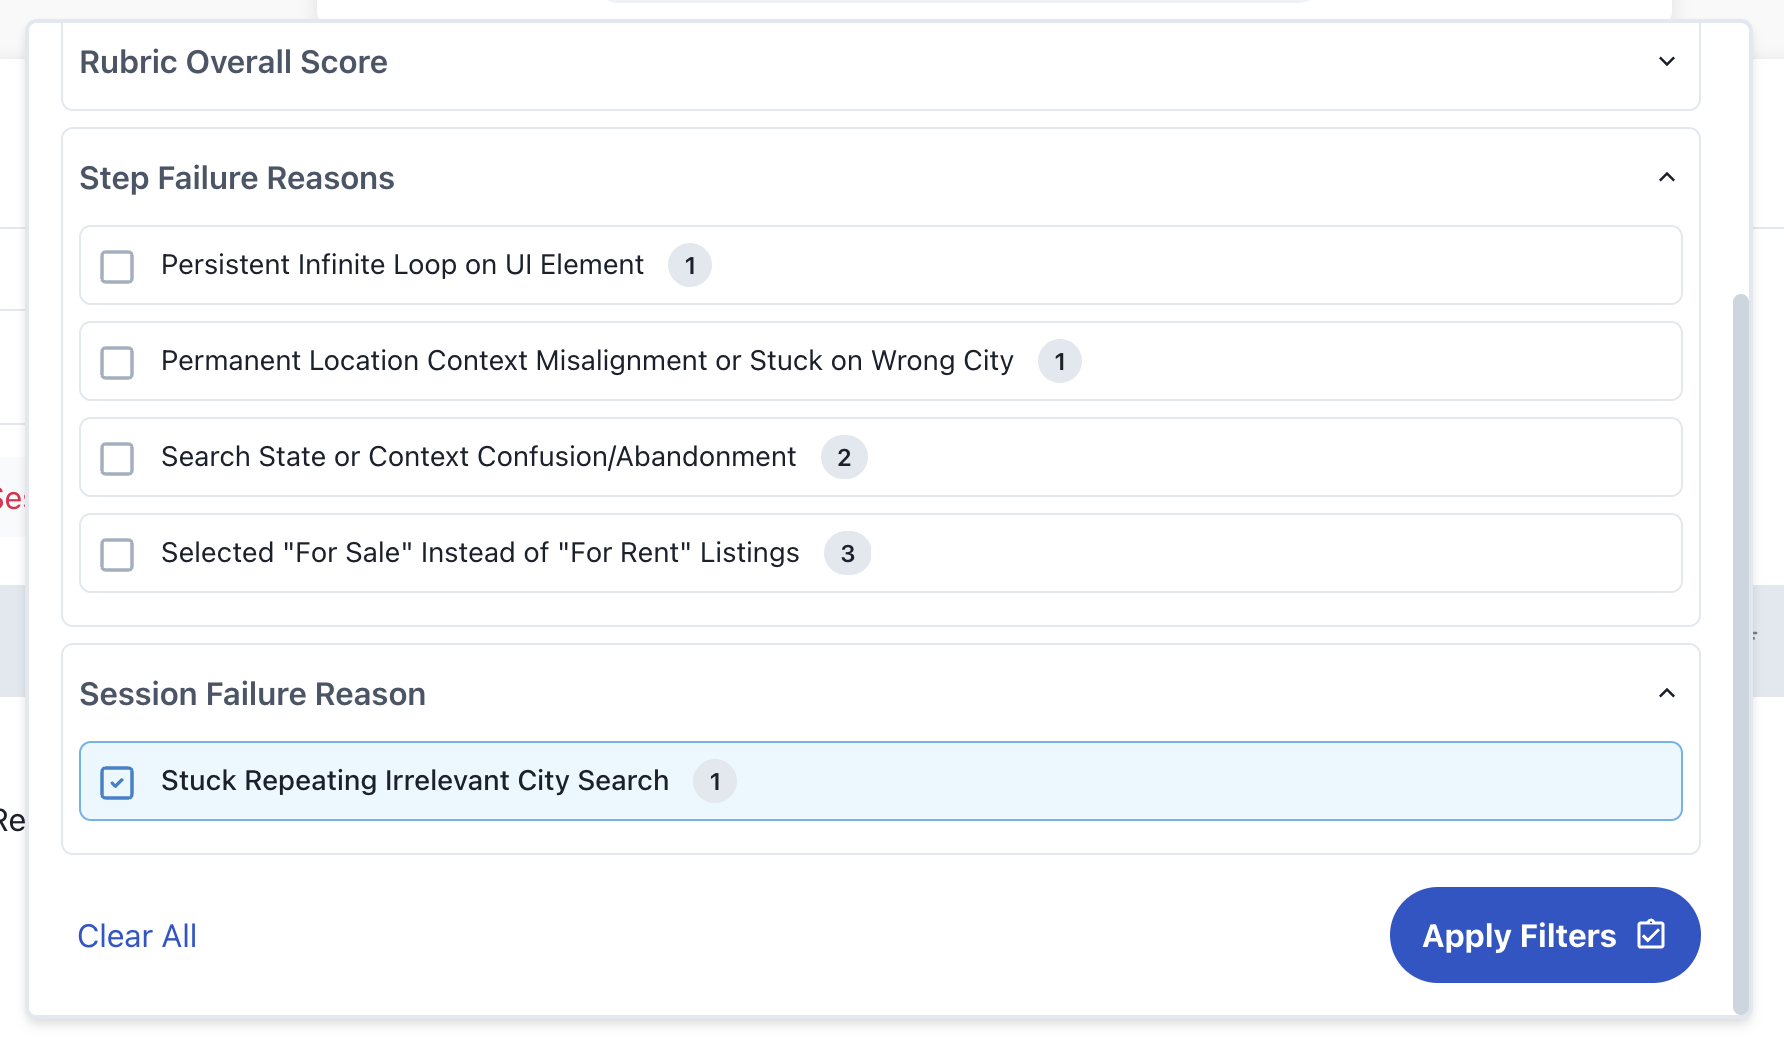 Rubric Overall Score
Step Failure Reasons
Persistent Infinite Loop on UI Element 1
Permanent Location Context Misalignment or Stuck on Wrong City 1
Search State or Context Confusion/Abandonment 2
Selected "For Sale" Instead of "For Rent" Listings 3
Session Failure Reason
Stuck Repeating Irrelevant City Search 1
Clear All
Apply Filters